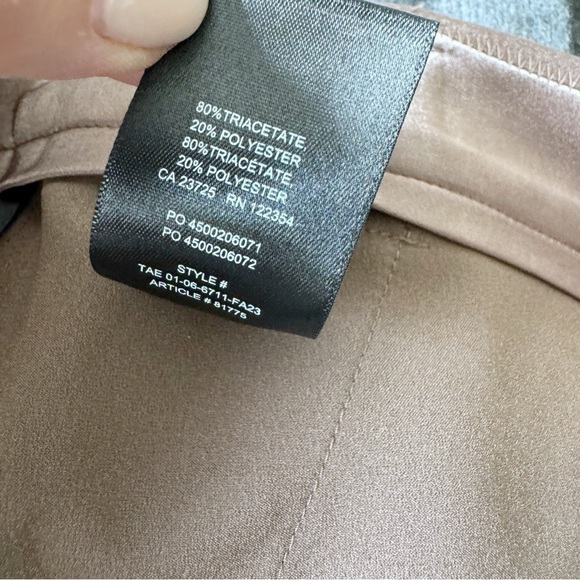 80% TRIACETATE
20% POLYESTER
80% TRIACETATE
20% POLYESTER
CA 23725 RN 122354
PO 4500206071
PO 4500206072
STYLE #
TAE 01-06-6711-FA23
ARTICLE # 81775